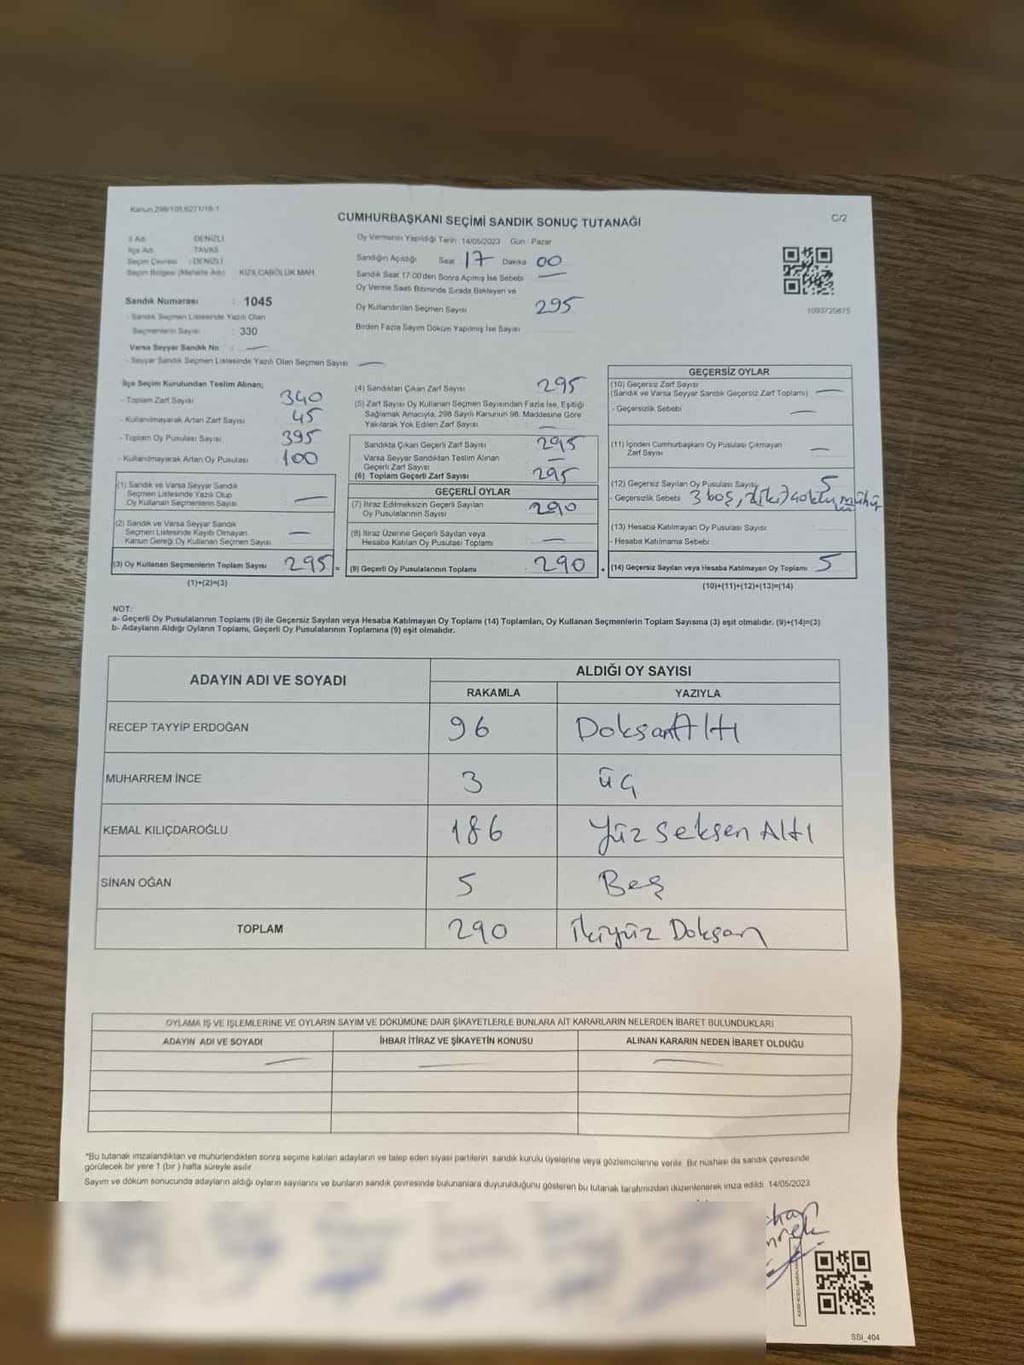 Kanun 298/105,6271/18-1
CUMHURBAŞKANI SEÇİMİ SANDIK SONUÇ TUTANAĞI
C/2
İl Adı DENİZLİ
İlçe Adı TAVAS
Seçim Çevresi : DENİZLİ
Seçim Bölgesi (Mahalle Adı) KIZILCABÖLÜK MAH.
Sandık Numarası : 1045
- Sandık Seçmen Listesinde Yazılı Olan
Seçmenlerin Sayısı : 330
Varsa Seyyar Sandık No : —
- Seyyar Sandık Seçmen Listesinde Yazılı Olan Seçmen Sayısı —
Oy Vermenin Yapıldığı Tarih : 14/05/2023 Gün : Pazar
Sandığın Açıldığı Saat 17 Dakika 00
Sandık Saat 17:00'den Sonra Açılmış İse Sebebi —
Oy Verme Saati Bitiminde Sırada Bekleyen ve
Oy Kullandırılan Seçmen Sayısı 295
Birden Fazla Sayım Döküm Yapılmış İse Sayısı
1093720875
İlçe Seçim Kurulundan Teslim Alınan;
- Toplam Zarf Sayısı 340
- Kullanılmayarak Artan Zarf Sayısı 45
- Toplam Oy Pusulası Sayısı 395
- Kullanılmayarak Artan Oy Pusulası 100
(1) Sandık ve Varsa Seyyar Sandık
Seçmen Listesinde Yazılı Olup
Oy Kullanan Seçmenlerin Sayısı —
(2) Sandık ve Varsa Seyyar Sandık
Seçmen Listesinde Kaydı Olmayan
Kanun Gereği Oy Kullanan Seçmen Sayısı —
(3) Oy Kullanan Seçmenlerin Toplam Sayısı 295 =
(1)+(2)=(3)
(4) Sandıktan Çıkan Zarf Sayısı 295
(5) Zarf Sayısı Oy Kullanan Seçmen Sayısından Fazla İse, Eşitliği
Sağlamak Amacıyla, 298 Sayılı Kanunun 98. Maddesine Göre
Yakılarak Yok Edilen Zarf Sayısı —
Sandıkta Çıkan Geçerli Zarf Sayısı 295
Varsa Seyyar Sandıktan Teslim Alınan
Geçerli Zarf Sayısı —
(6) Toplam Geçerli Zarf Sayısı 295
GEÇERLİ OYLAR
(7) İtiraz Edilmeksizin Geçerli Sayılan
Oy Pusulalarının Sayısı 290
(8) İtiraz Üzerine Geçerli Sayılan veya
Hesaba Katılan Oy Pusulası Toplamı —
(9) Geçerli Oy Pusulalarının Toplamı 290 +
GEÇERSİZ OYLAR
(10) Geçersiz Zarf Sayısı
(Sandık ve Varsa Seyyar Sandık Geçersiz Zarf Toplamı) —
- Geçersizlik Sebebi : —
(11) İçinden Cumhurbaşkanı Oy Pusulası Çıkmayan
Zarf Sayısı —
(12) Geçersiz Sayılan Oy Pusulası Sayısı 5
- Geçersizlik Sebebi : 3 boş, 2(iki) çoklu mühür
(13) Hesaba Katılmayan Oy Pusulası Sayısı
- Hesaba Katılmama Sebebi :
(14) Geçersiz Sayılan veya Hesaba Katılmayan Oy Toplamı 5
(10)+(11)+(12)+(13)=(14)
NOT:
a- Geçerli Oy Pusulalarının Toplamı (9) ile Geçersiz Sayılan veya Hesaba Katılmayan Oy Toplamı (14) Toplamları, Oy Kullanan Seçmenlerin Toplam Sayısına (3) eşit olmalıdır. (9)+(14)=(3)
b- Adayların Aldığı Oyların Toplamı, Geçerli Oy Pusulalarının Toplamına (9) eşit olmalıdır.
ADAYIN ADI VE SOYADI
ALDIĞI OY SAYISI
RAKAMLA YAZIYLA
RECEP TAYYİP ERDOĞAN 96 Doksan Altı
MUHARREM İNCE 3 üç
KEMAL KILIÇDAROĞLU 186 Yüz seksen Altı
SİNAN OĞAN 5 Beş
TOPLAM 290 ikiyüz Doksan
OYLAMA İŞ VE İŞLEMLERİNE VE OYLARIN SAYIM VE DÖKÜMÜNE DAİR ŞİKAYETLERLE BUNLARA AİT KARARLARIN NELERDEN İBARET BULUNDUKLARI
ADAYIN ADI VE SOYADI İHBAR İTİRAZ VE ŞİKAYETİN KONUSU ALINAN KARARIN NEDEN İBARET OLDUĞU
— — —
*Bu tutanak imzalandıktan ve mühürlendikten sonra seçime katılan adayların ve talep eden siyasi partilerin sandık kurulu üyelerine veya gözlemcilerine verilir. Bir nüshası da sandık çevresinde
görülecek bir yere 1 (bir) hafta süreyle asılır.
Sayım ve döküm sonucunda adayların aldığı oyların sayılarını ve bunların sandık çevresinde bulunanlara duyurulduğunu gösteren bu tutanak tarafımızdan düzenlenerek imza edildi. 14/05/2023
SSI_404